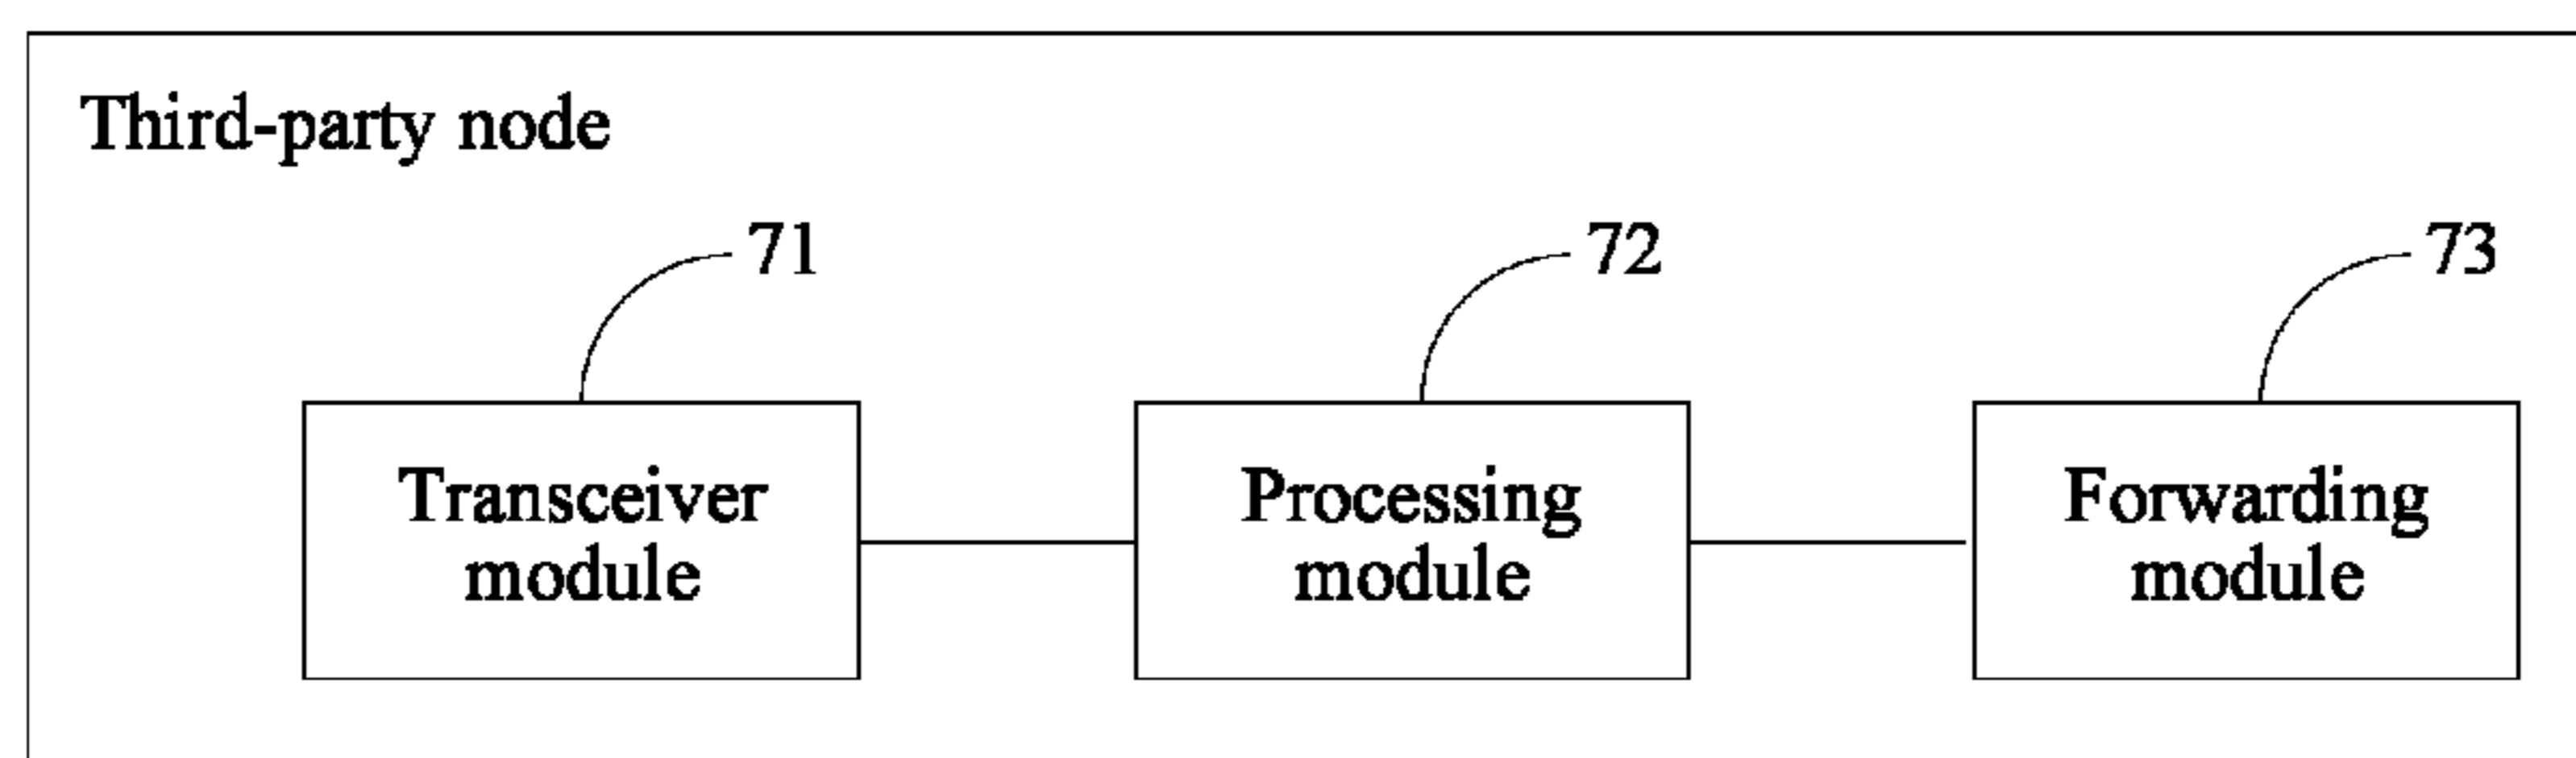 Third-party node
71
72
73
Transceiver
module
Processing
module
Forwarding
module